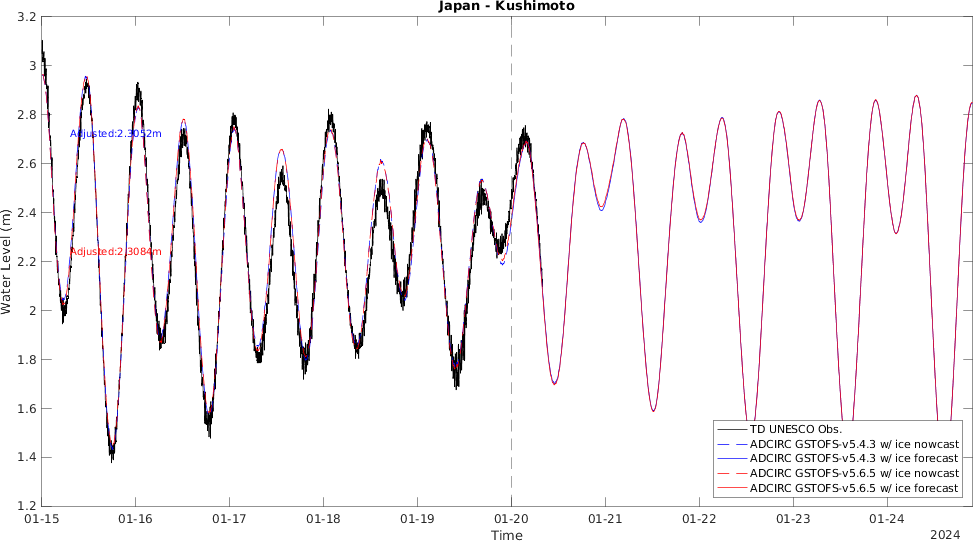 Japan - Kushimoto
3.2
3
2.8
2.6
2.4
2.2
2
1.8
1.6
1.4
1.2
Water Level (m)
Adjusted:2.3052m
Adjusted:2.3084m
TD UNESCO Obs.
ADCIRC GSTOFS-v5.4.3 w/ ice nowcast
ADCIRC GSTOFS-v5.4.3 w/ ice forecast
ADCIRC GSTOFS-v5.6.5 w/ ice nowcast
ADCIRC GSTOFS-v5.6.5 w/ ice forecast
01-15 01-16 01-17 01-18 01-19 01-20 01-21 01-22 01-23 01-24
Time
2024